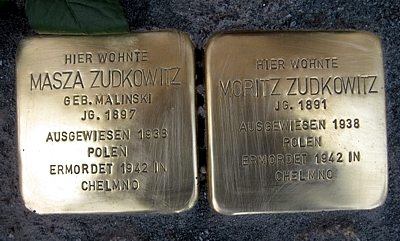 HIER WOHNTE
MASZA ZUDKOWITZ
GEB. MALINSKI
JG. 1897
AUSGEWIESEN 1938
POLEN
ERMORDET 1942 IN
CHELMNO
HIER WOHNTE
MORITZ ZUDKOWITZ
JG. 1891
AUSGEWIESEN 1938
POLEN
ERMORDET 1942 IN
CHELMNO